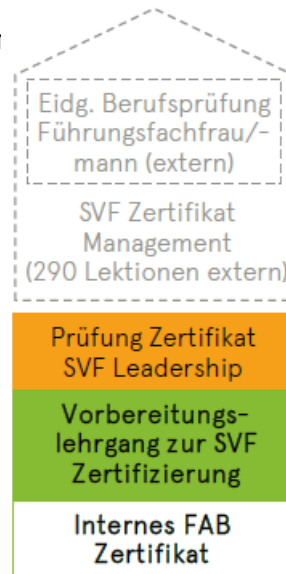 Eidg. Berufsprüfung
Führungsfachfrau/-
mann (extern)
SVF Zertifikat
Management
(290 Lektionen extern)
Prüfung Zertifikat
SVF Leadership
Vorbereitungs-
lehrgang zur SVF
Zertifizierung
Internes FAB
Zertifikat